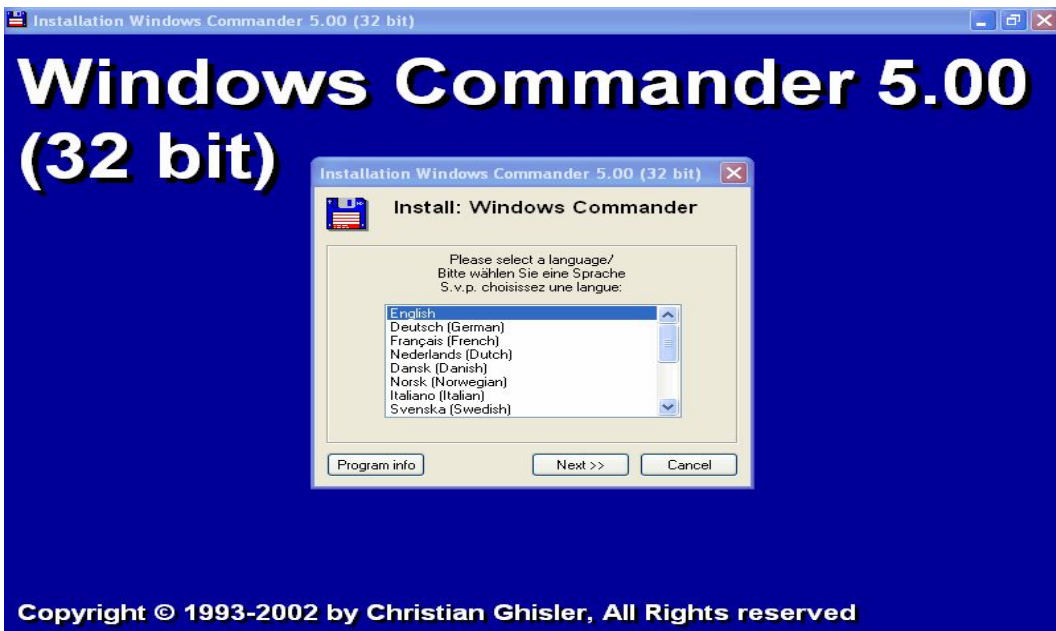 Installation Windows Commander 5.00 (32 bit)
Windows Commander 5.00
(32 bit)
Installation Windows Commander 5.00 (32 bit)
Install: Windows Commander
Please select a language/
Bitte wählen Sie eine Sprache
S.v.p. choisissez une langue:
English
Deutsch (German)
Français (French)
Nederlands (Dutch)
Dansk (Danish)
Norsk (Norwegian)
Italiano (Italian)
Svenska (Swedish)
Program info Next >> Cancel
Copyright © 1993-2002 by Christian Ghisler, All Rights reserved